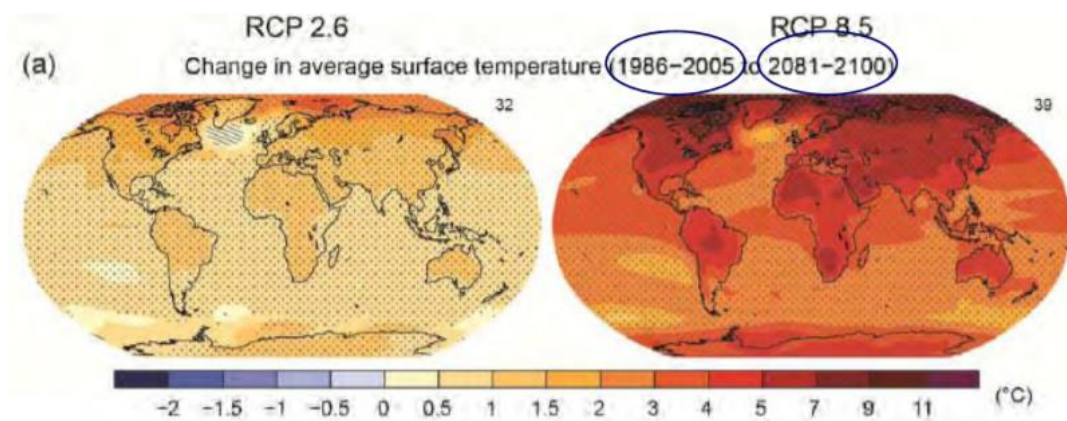 RCP 2.6 RCP 8.5
(a) Change in average surface temperature (1986−2005 to 2081−2100)
32 39
−2 −1.5 −1 −0.5 0 0.5 1 1.5 2 3 4 5 7 9 11 (°C)